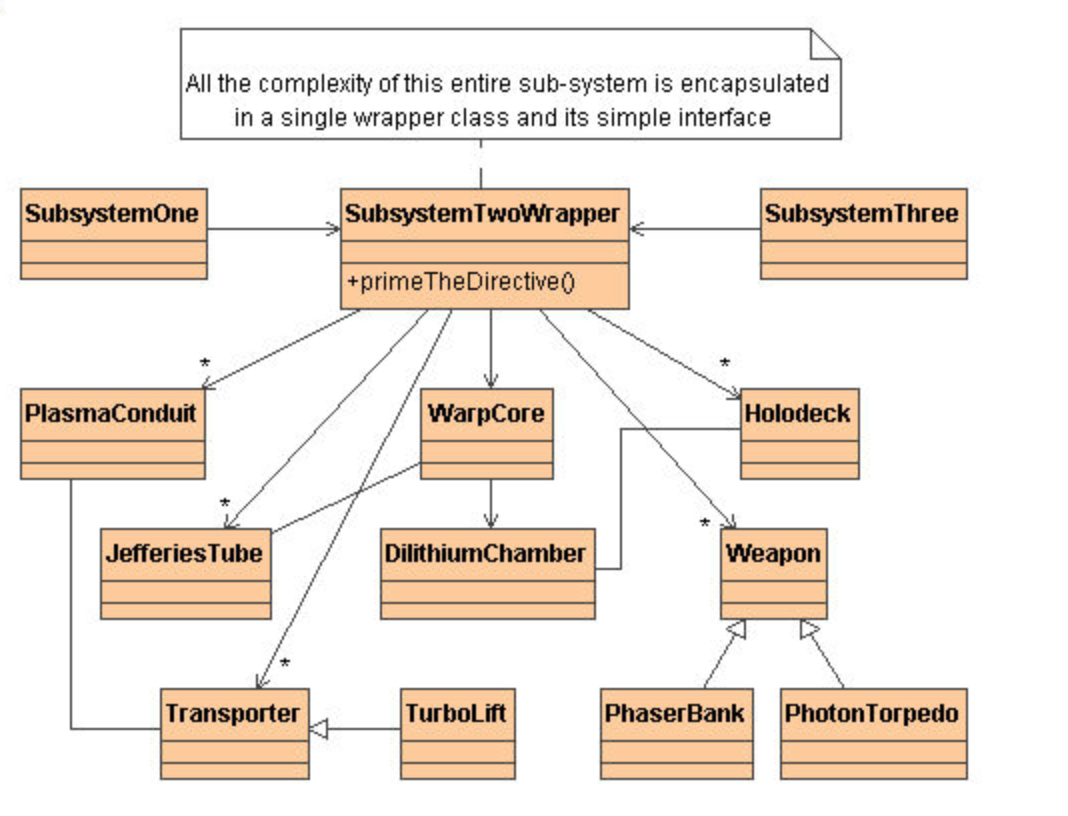 All the complexity of this entire sub-system is encapsulated
in a single wrapper class and its simple interface
SubsystemOne
SubsystemTwoWrapper
SubsystemThree
+primeTheDirective()
*
*
PlasmaConduit
WarpCore
Holodeck
*
*
JefferiesTube
DilithiumChamber
Weapon
*
Transporter
TurboLift
PhaserBank
PhotonTorpedo